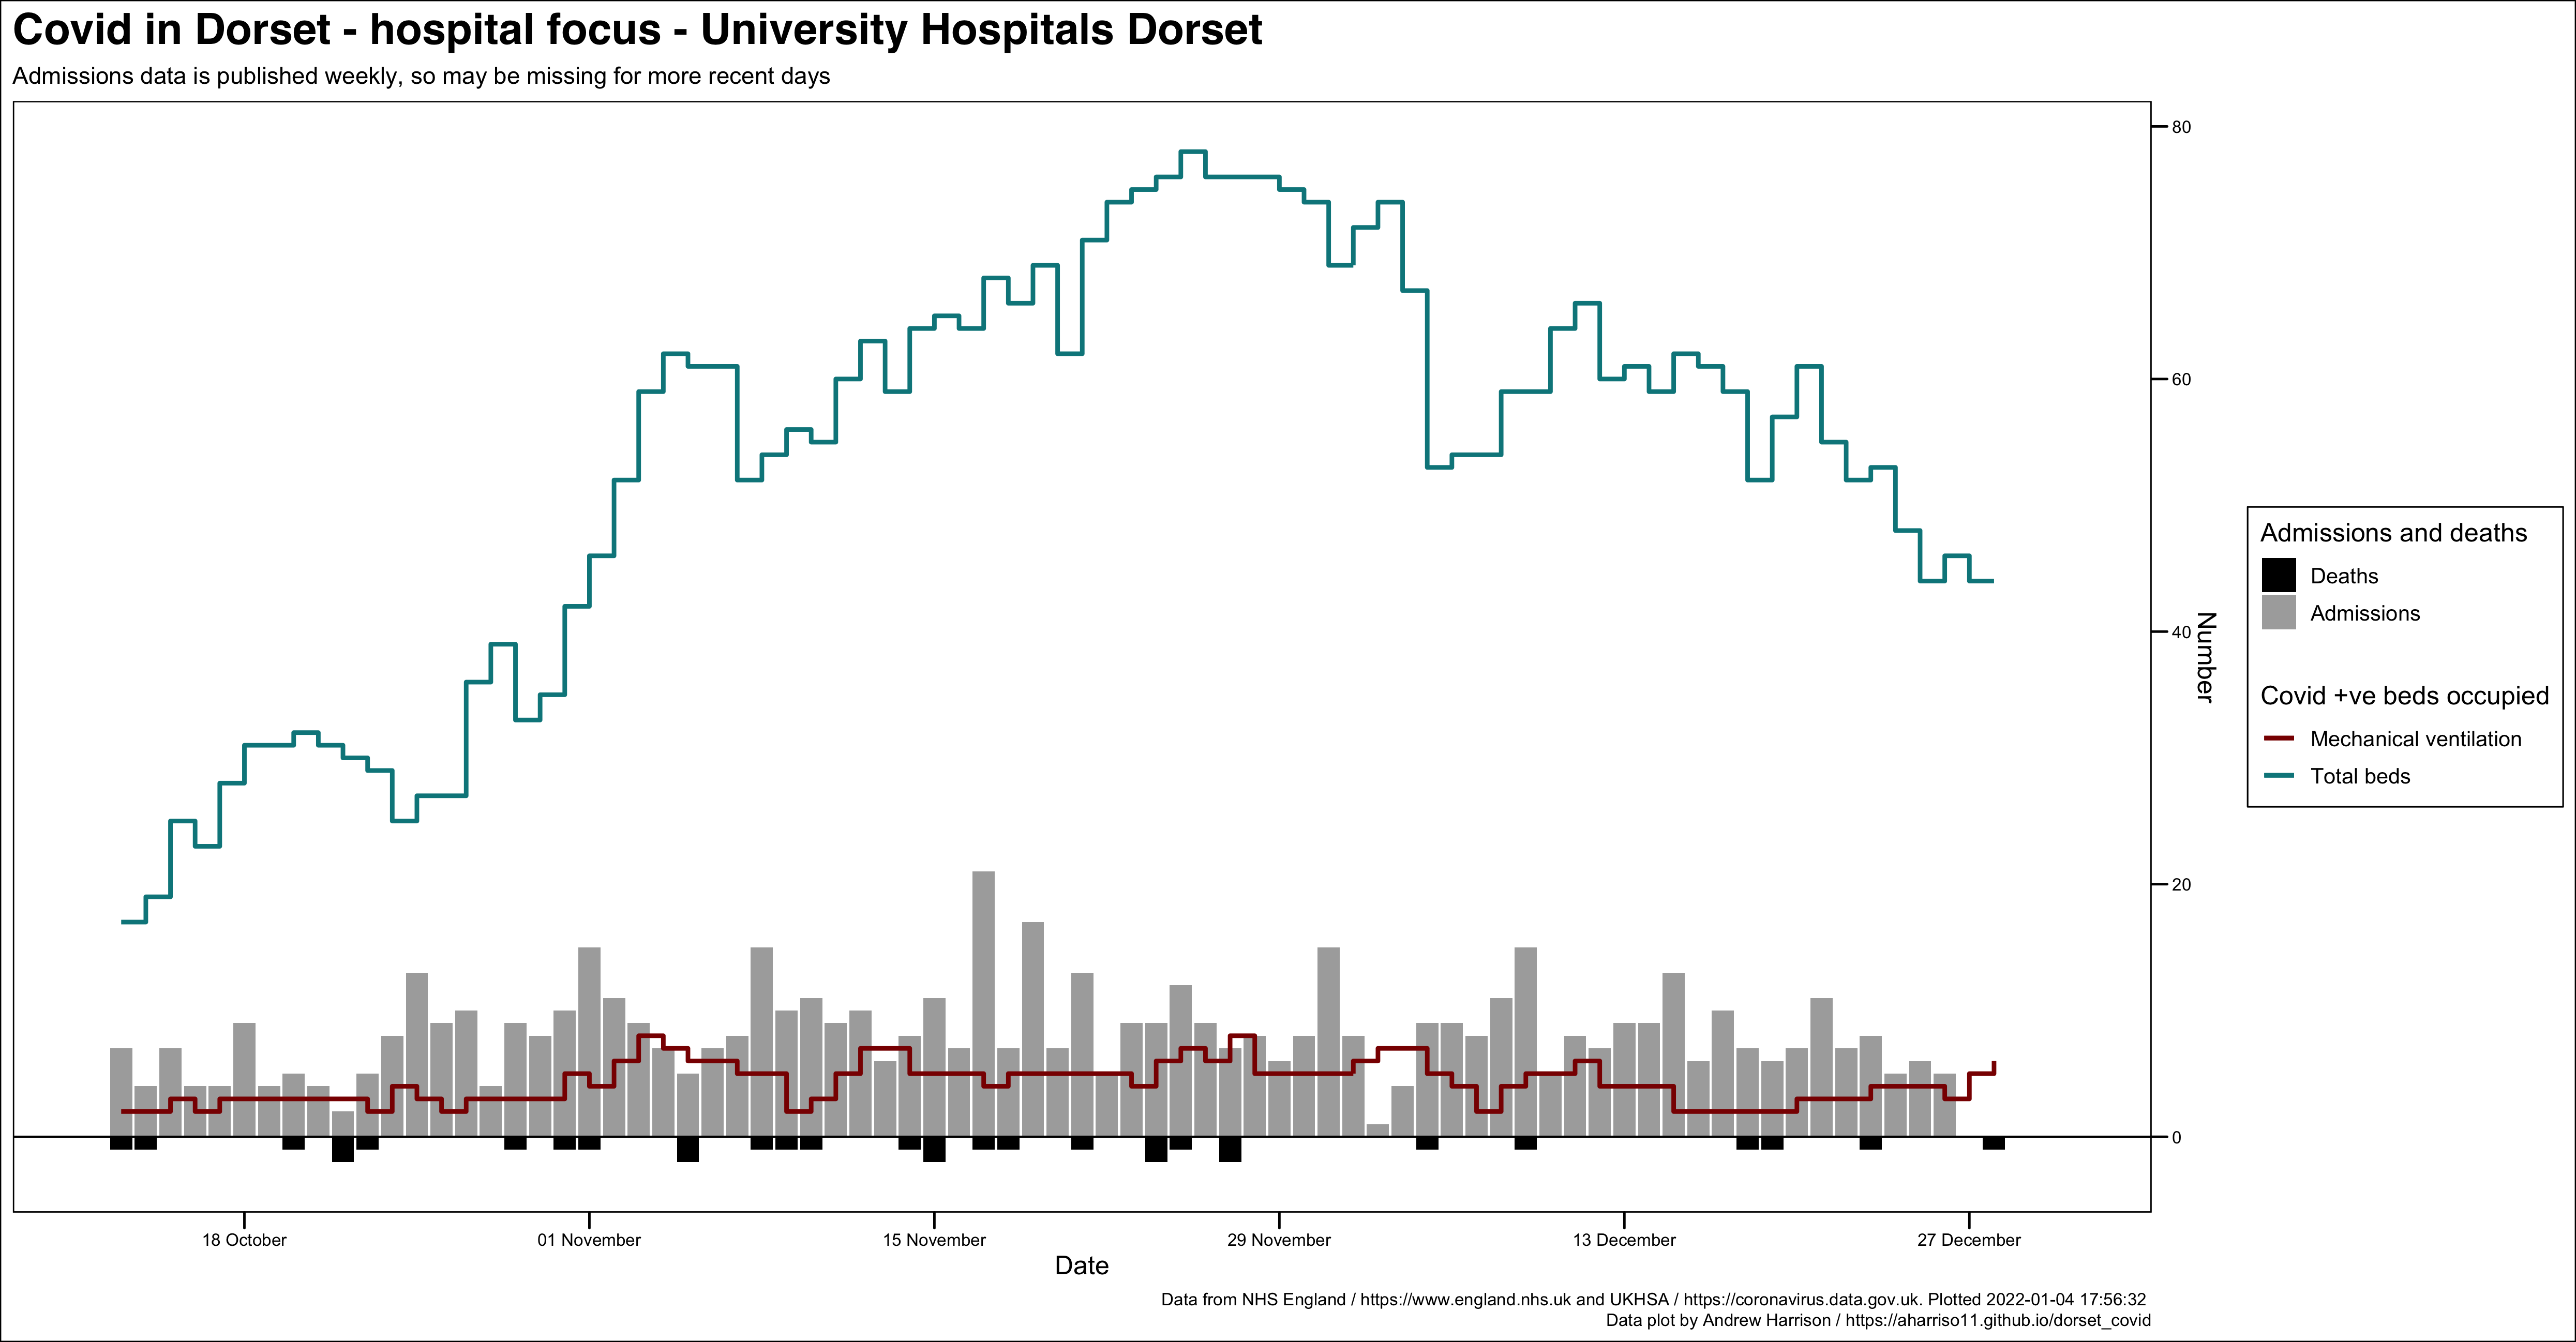 Covid in Dorset - hospital focus - University Hospitals Dorset
Admissions data is published weekly, so may be missing for more recent days
80
60
40
20
0
Number
Admissions and deaths
Deaths
Admissions
Covid +ve beds occupied
Mechanical ventilation
Total beds
18 October
01 November
15 November
29 November
13 December
27 December
Date
Data from NHS England / https://www.england.nhs.uk and UKHSA / https://coronavirus.data.gov.uk. Plotted 2022-01-04 17:56:32
Data plot by Andrew Harrison / https://aharriso11.github.io/dorset_covid